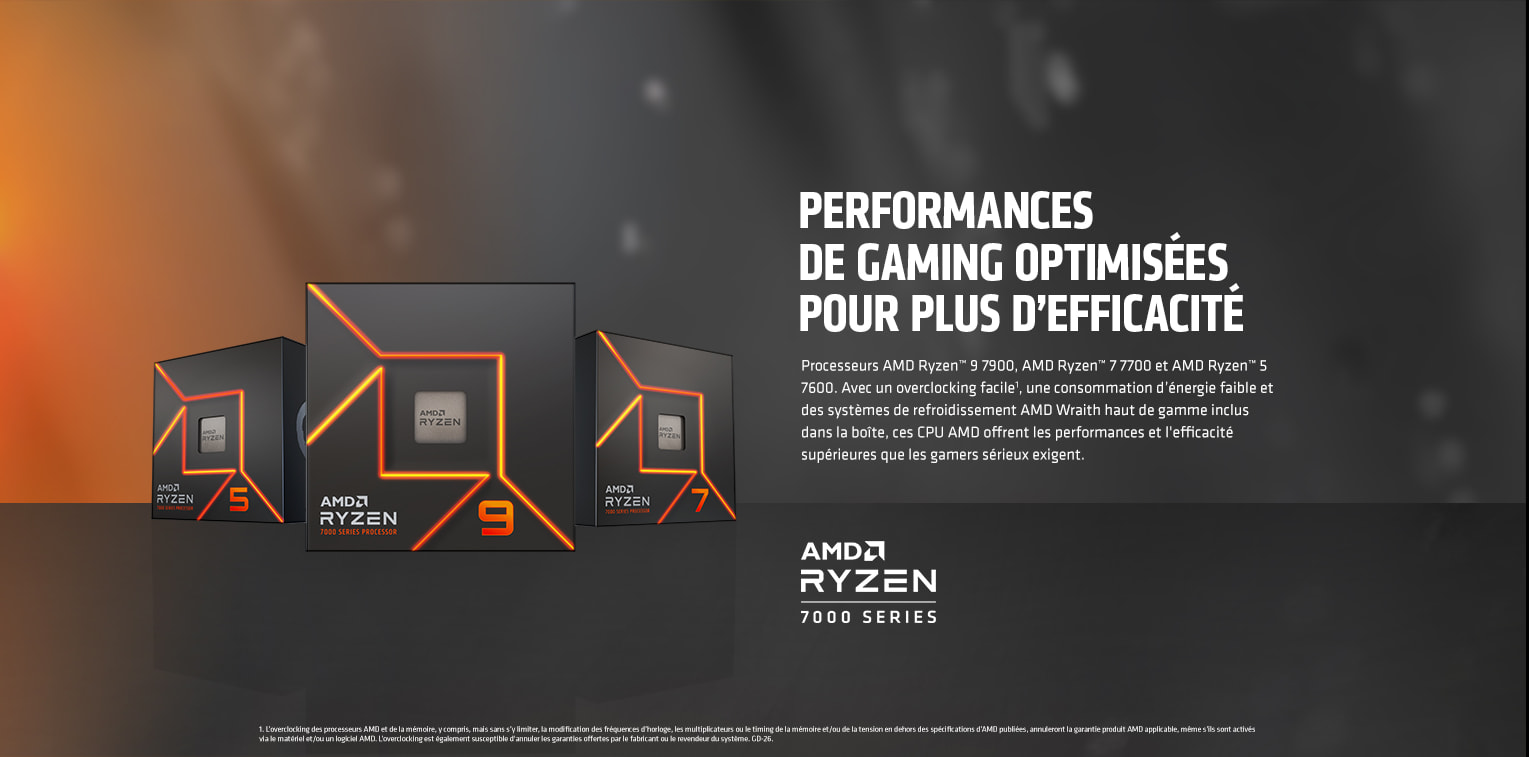 PERFORMANCES
DE GAMING OPTIMISÉES
POUR PLUS D'EFFICACITÉ
Processeurs AMD Ryzen™ 9 7900, AMD Ryzen™ 7 7700 et AMD Ryzen™ 5
7600. Avec un overclocking facile¹, une consommation d'énergie faible et
des systèmes de refroidissement AMD Wraith haut de gamme inclus
dans la boîte, ces CPU AMD offrent les performances et l'efficacité
supérieures que les gamers sérieux exigent.
AMD
RYZEN
AMD
RYZEN 5
7000 SERIES PROCESSOR
AMD
RYZEN
AMD
RYZEN 9
7000 SERIES PROCESSOR
AMD
RYZEN
AMD
RYZEN 7
7000 SERIES PROCESSOR
AMD
RYZEN
7000 SERIES
1. L'overclocking des processeurs AMD et de la mémoire, y compris, mais sans s'y limiter, la modification des fréquences d'horloge, les multiplicateurs ou le timing de la mémoire et/ou de la tension en dehors des spécifications d'AMD publiées, annuleront la garantie produit AMD applicable, même s'ils sont activés
via le matériel et/ou un logiciel AMD. L'overclocking est également susceptible d'annuler les garanties offertes par le fabricant ou le revendeur du système. GD-26.